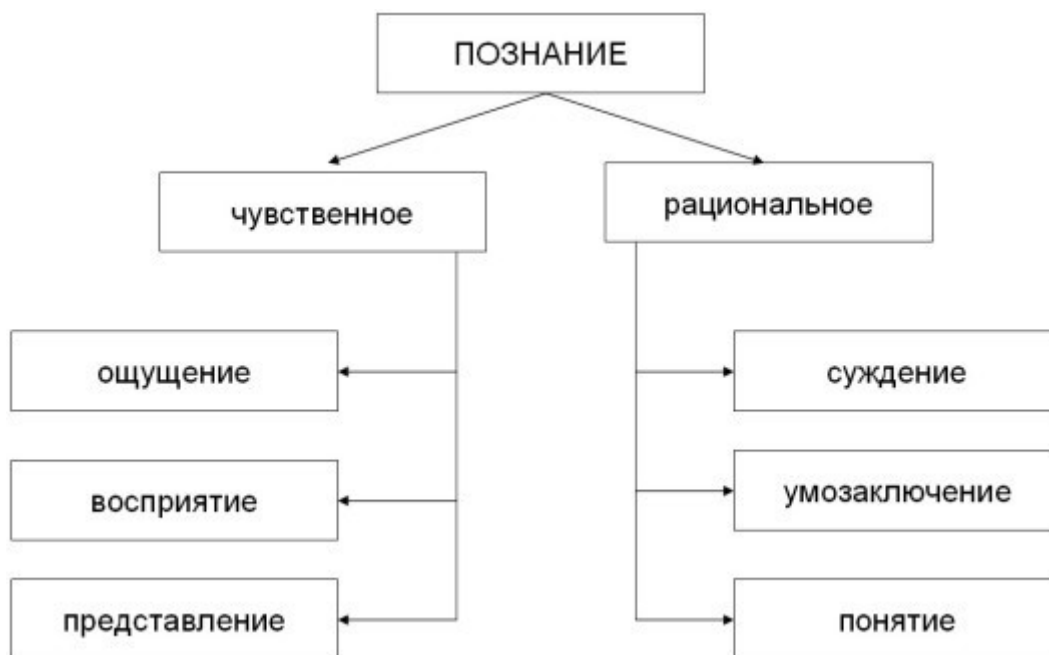 ПОЗНАНИЕ
чувственное
рациональное
ощущение
суждение
восприятие
умозаключение
представление
понятие